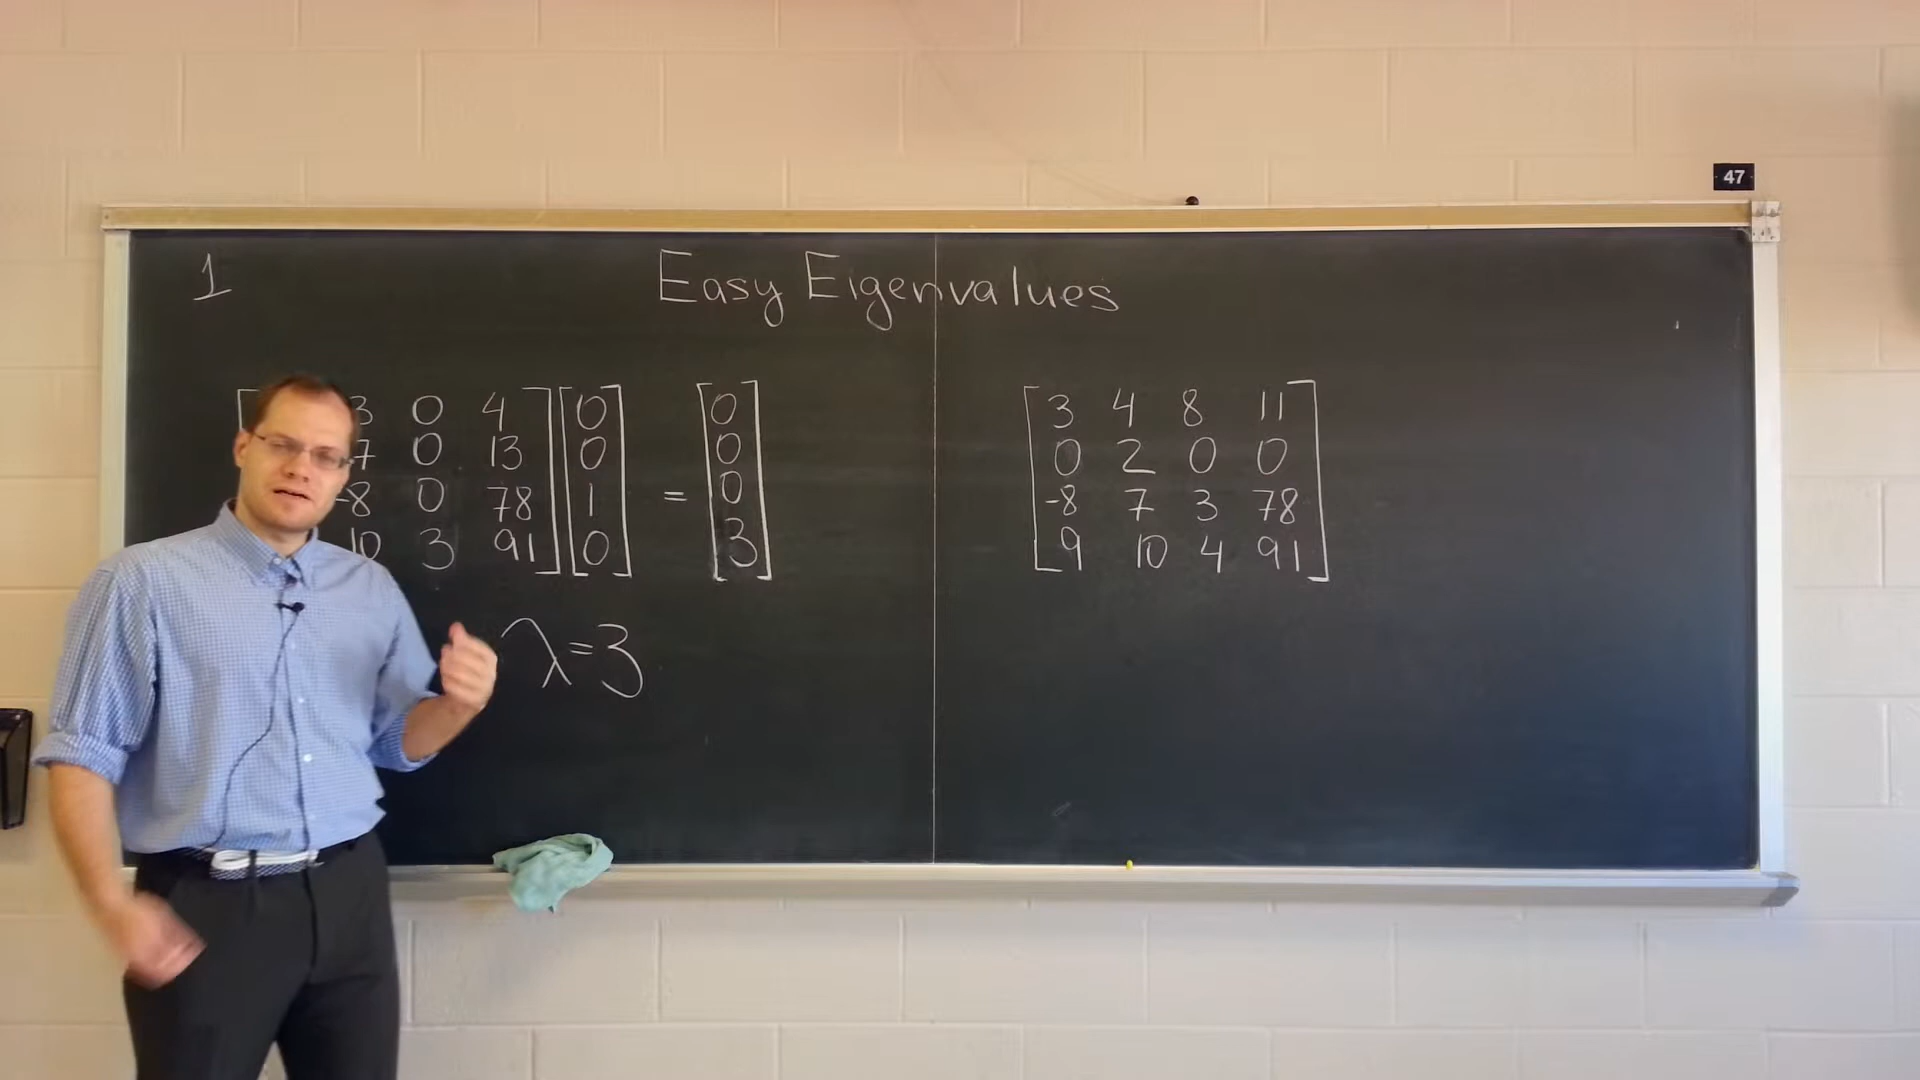 47
1 Easy Eigenvalues
3 0 4 0 0 3 4 8 11
7 0 13 0 0 0 2 0 0
-8 0 78 1 = 0 -8 7 3 78
10 3 91 0 3 9 10 4 91
λ=3